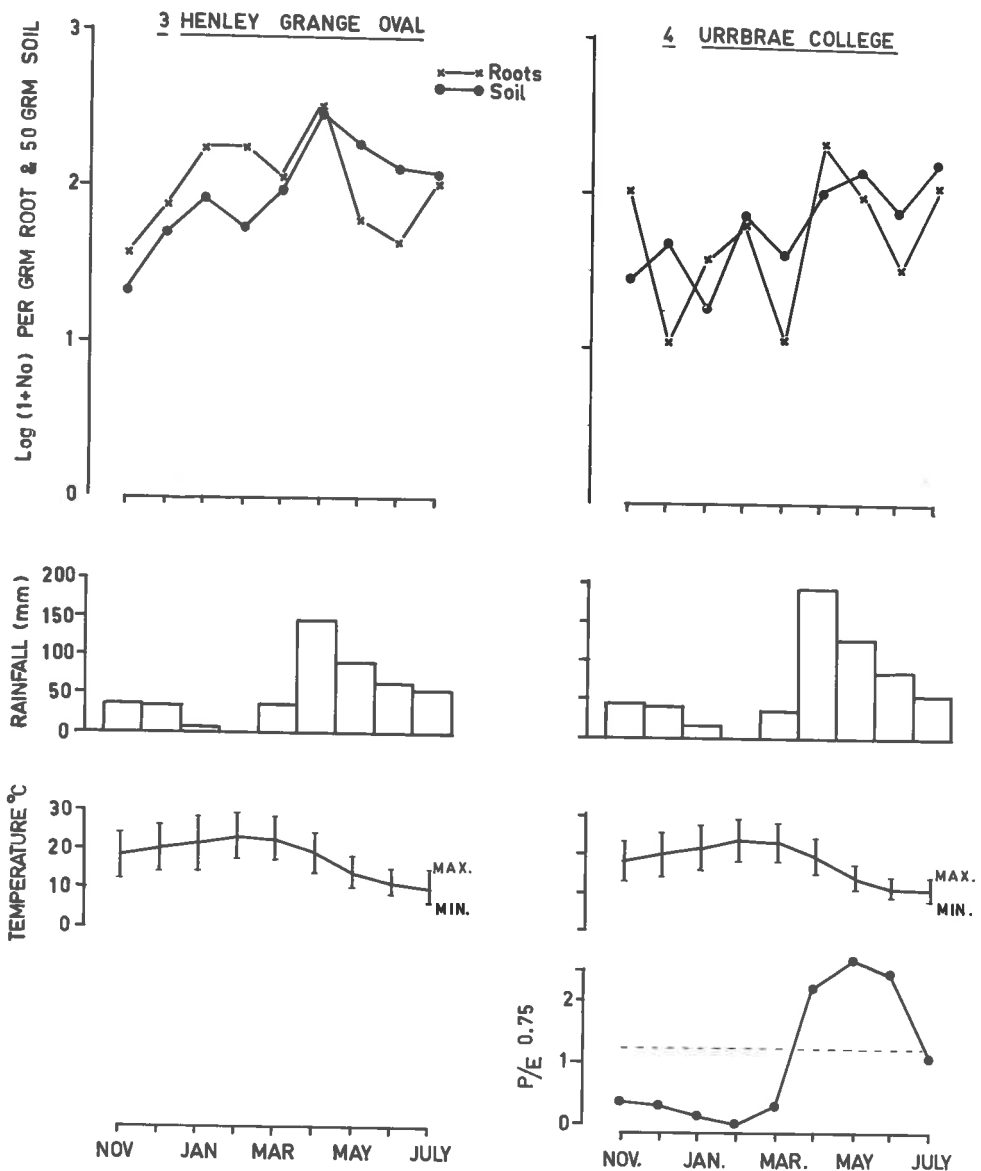 3 HENLEY GRANGE OVAL
4 URRBRAE COLLEGE
Roots
Soil
Log (1+No) PER GRM ROOT & 50 GRM SOIL
3
2
1
0
RAINFALL (mm)
200
150
100
50
0
TEMPERATURE °C
30
20
10
0
MAX.
MIN.
MAX.
MIN.
P/E 0.75
2
1
0
NOV JAN MAY JULY
NOV. JAN. MAR. MAY JULY